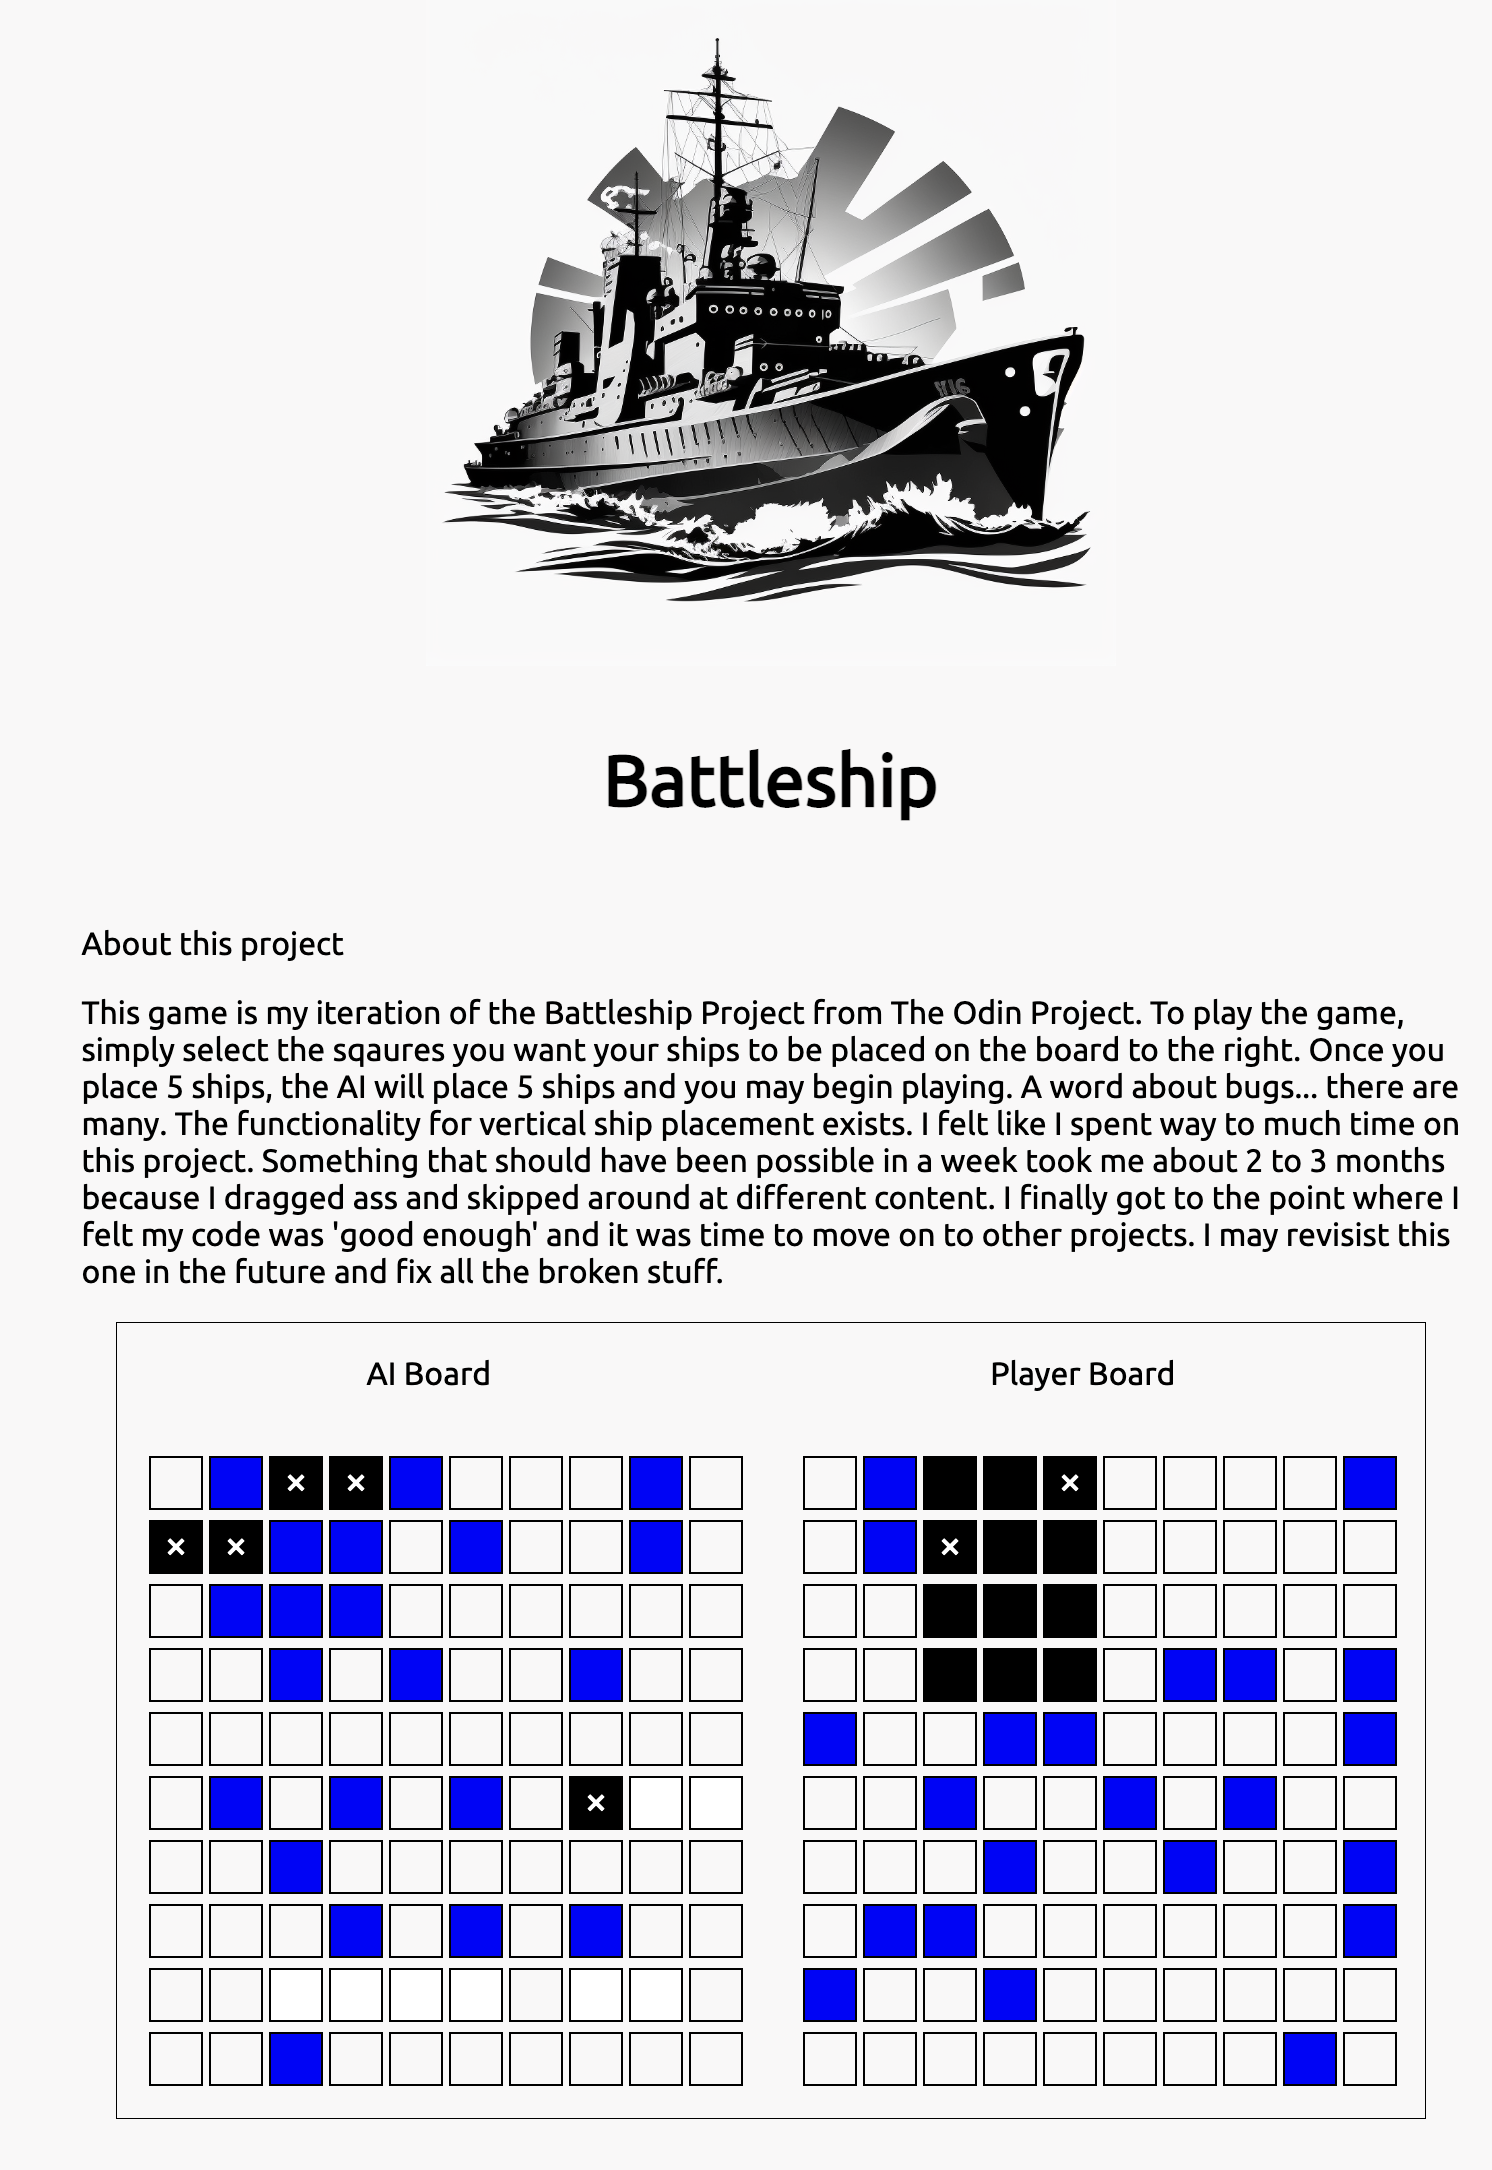 Battleship
About this project
This game is my iteration of the Battleship Project from The Odin Project. To play the game,
simply select the sqaures you want your ships to be placed on the board to the right. Once you
place 5 ships, the AI will place 5 ships and you may begin playing. A word about bugs... there are
many. The functionality for vertical ship placement exists. I felt like I spent way to much time on
this project. Something that should have been possible in a week took me about 2 to 3 months
because I dragged ass and skipped around at different content. I finally got to the point where I
felt my code was 'good enough' and it was time to move on to other projects. I may revisist this
one in the future and fix all the broken stuff.
AI Board
Player Board
× ×
×
× ×
×
×